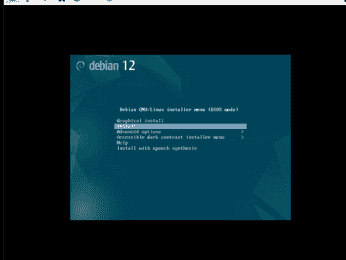 debian 12
Debian GNU/Linux installer menu (BIOS mode)
Graphical install
Install
Advanced options >
Accessible dark contrast installer menu >
Help
Install with speech synthesis